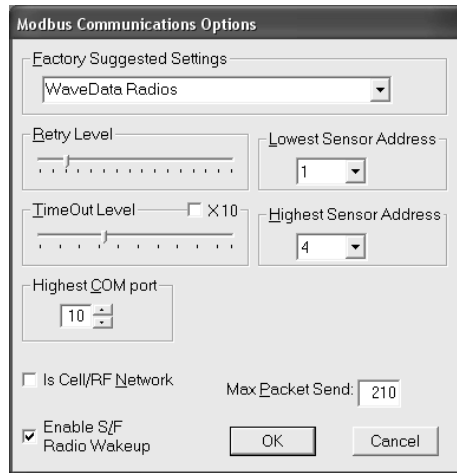 Modbus Communications Options
Factory Suggested Settings
WaveData Radios
Retry Level
Lowest Sensor Address
1
TimeOut Level
X10
Highest Sensor Address
4
Highest COM port
10
Is Cell/RF Network
Max Packet Send: 210
Enable S/F
Radio Wakeup
OK
Cancel